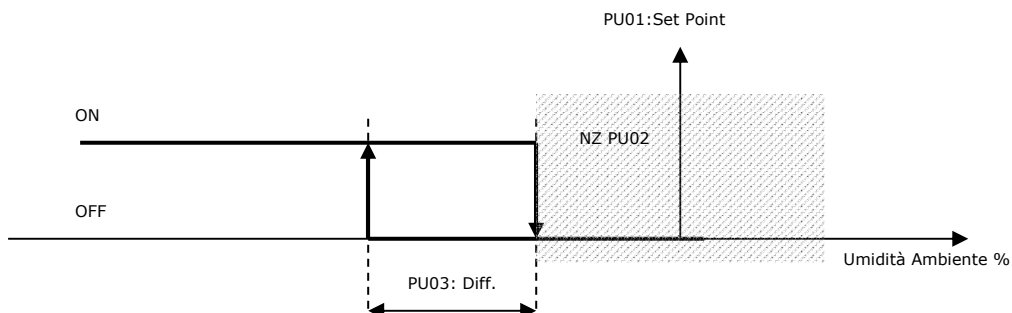 PU01:Set Point
ON
NZ PU02
OFF
Umidità Ambiente %
PU03: Diff.